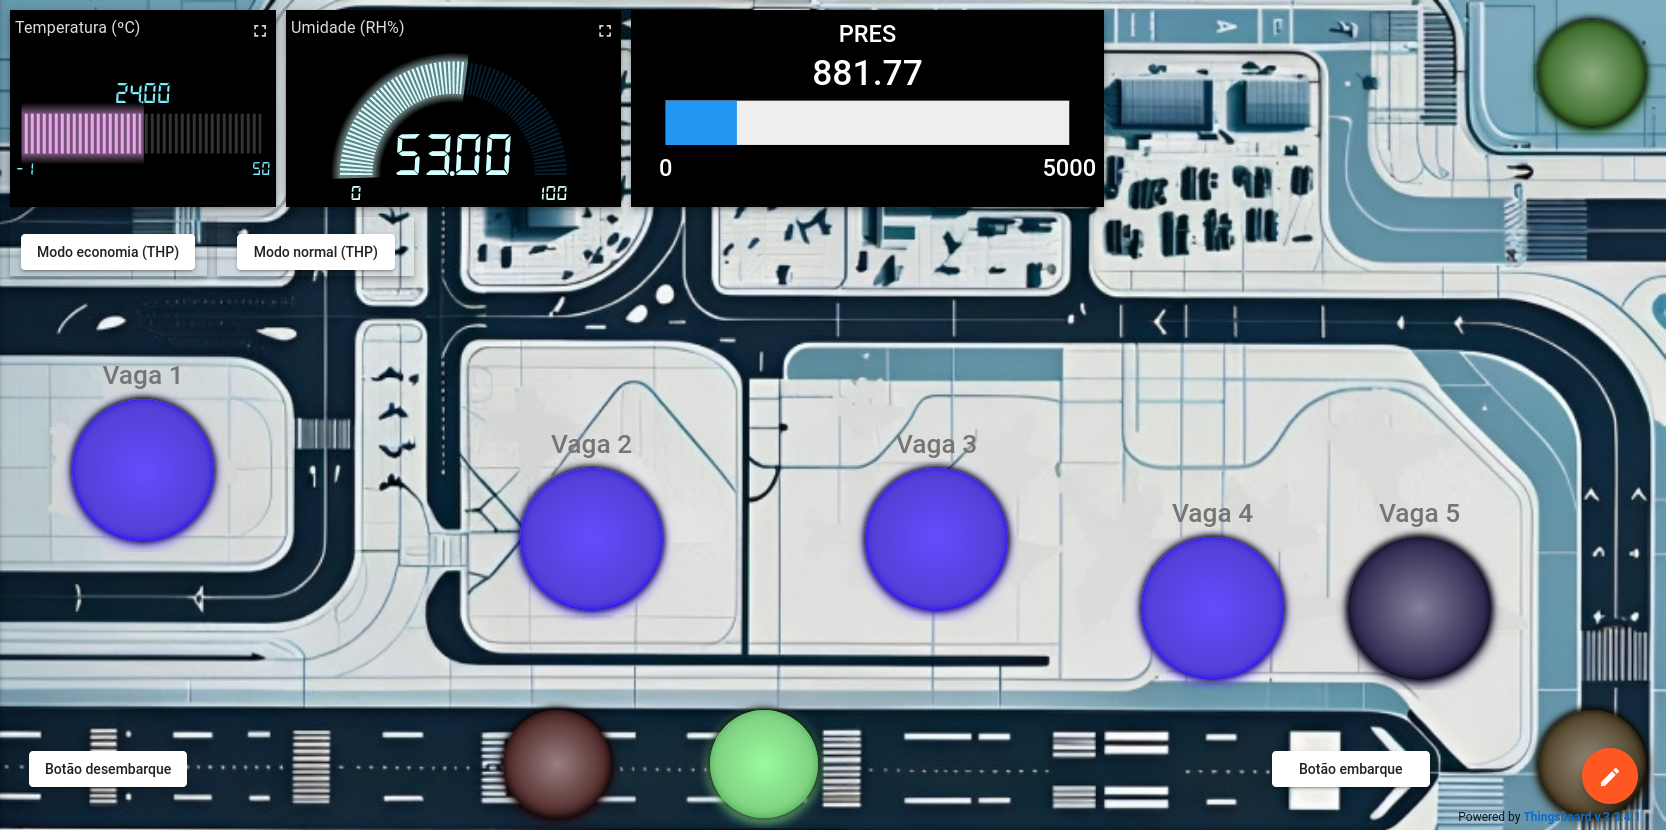 Temperatura (ºC)
24.00
-1
50
Umidade (RH%)
53.00
0
100
PRES
881.77
0
5000
Modo economia (THP)
Modo normal (THP)
Vaga 1
Vaga 2
Vaga 3
Vaga 4
Vaga 5
Botão desembarque
Botão embarque
Powered by Thingsboard